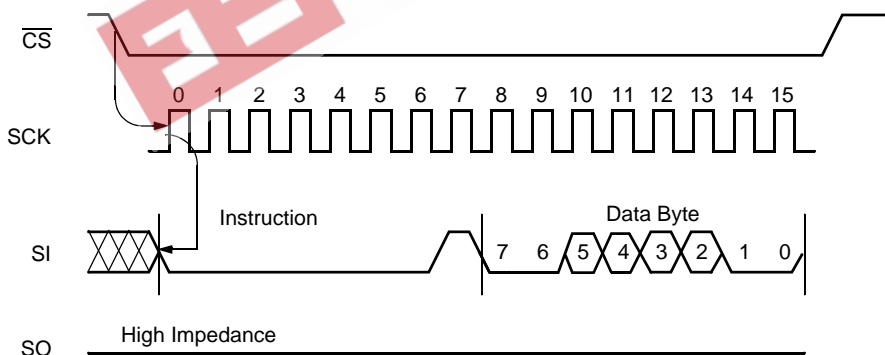 CS
0 1 2 3 4 5 6 7 8 9 10 11 12 13 14 15
SCK
Instruction
Data Byte
SI
7 6 5 4 3 2 1 0
High Impedance
SO